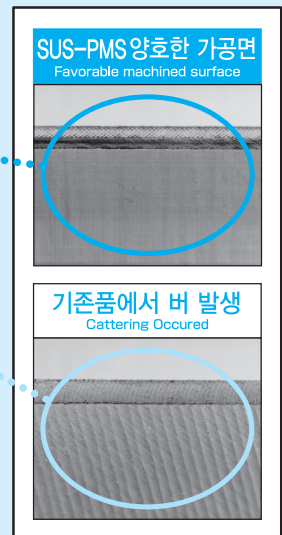 SUS-PMS 양호한 가공면
Favorable machined surface
기존품에서 버 발생
Cattering Occured